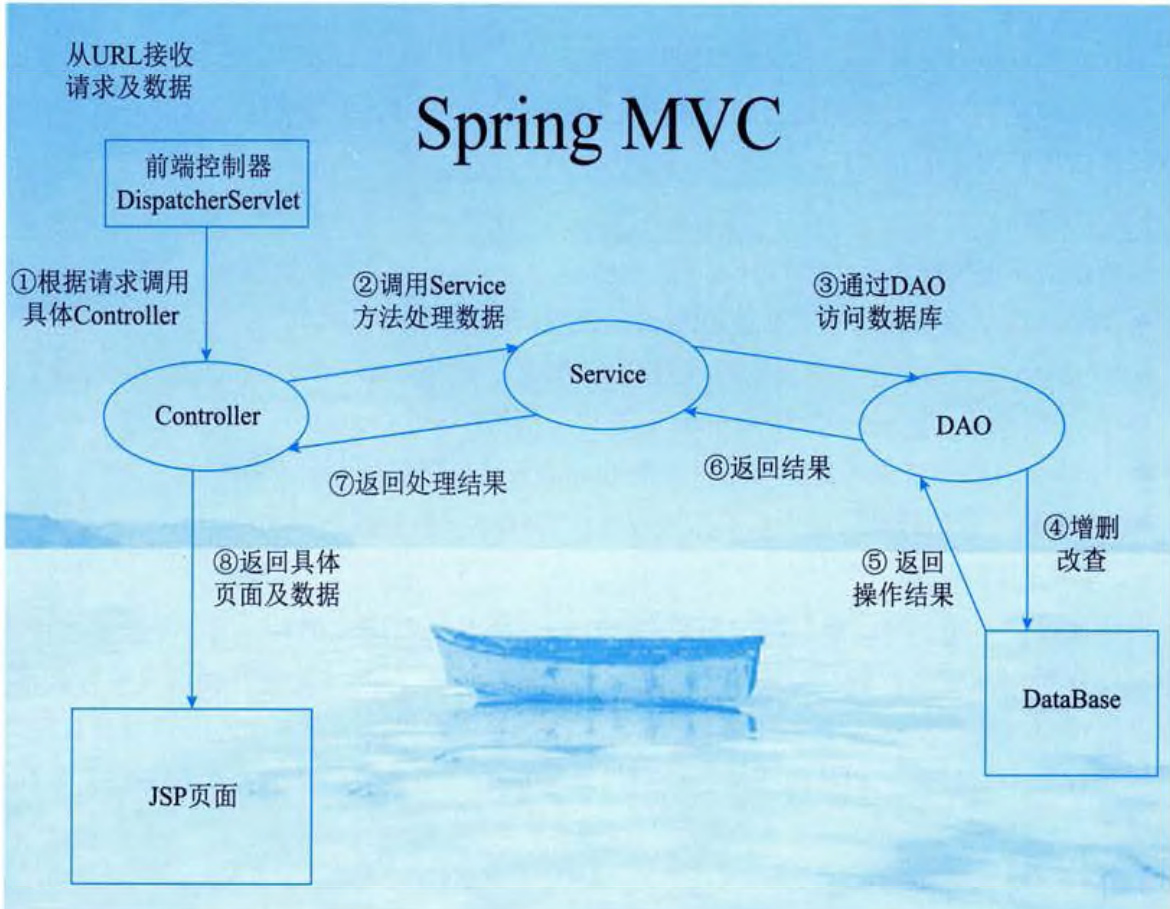 从URL接收
请求及数据
Spring MVC
前端控制器
DispatcherServlet
①根据请求调用
具体Controller
②调用Service
方法处理数据
③通过DAO
访问数据库
Service
Controller
DAO
⑥返回结果
⑦返回处理结果
④增删
改查
⑧返回具体
页面及数据
⑤ 返回
操作结果
DataBase
JSP页面